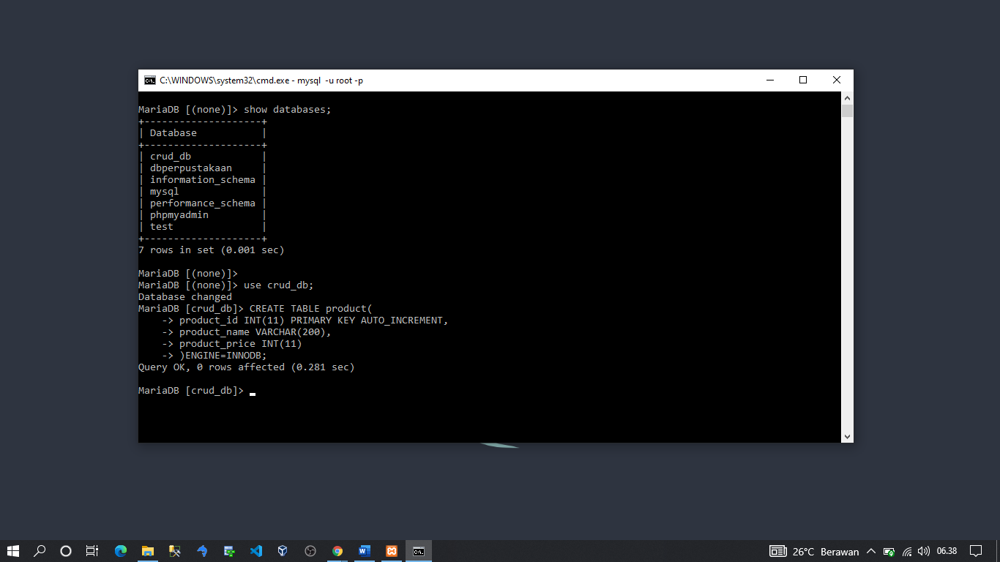 C:\WINDOWS\system32\cmd.exe - mysql  -u root -p
MariaDB [(none)]> show databases;
+--------------------+
| Database           |
+--------------------+
| crud_db            |
| dbperpustakaan     |
| information_schema |
| mysql              |
| performance_schema |
| phpmyadmin         |
| test               |
+--------------------+
7 rows in set (0.001 sec)
MariaDB [(none)]>
MariaDB [(none)]> use crud_db;
Database changed
MariaDB [crud_db]> CREATE TABLE product(
    -> product_id INT(11) PRIMARY KEY AUTO_INCREMENT,
    -> product_name VARCHAR(200),
    -> product_price INT(11)
    -> )ENGINE=INNODB;
Query OK, 0 rows affected (0.281 sec)
MariaDB [crud_db]>
26°C Berawan 06.38